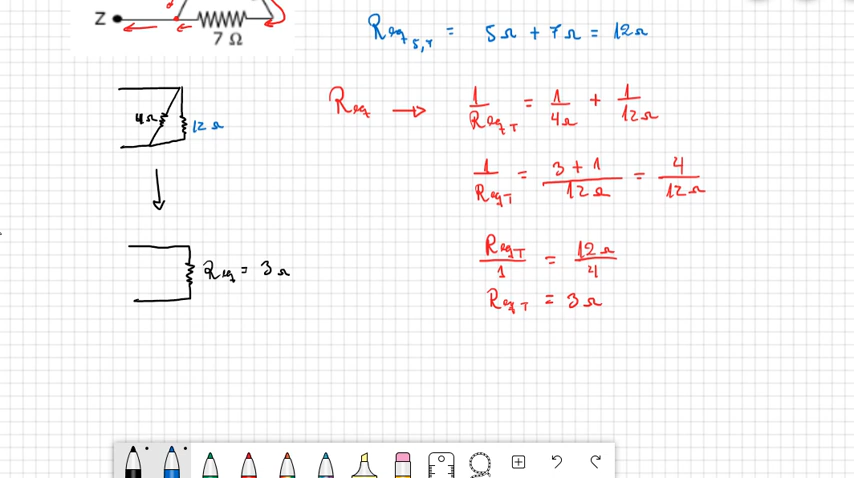 Z
7 Ω
Req5,7 = 5Ω + 7Ω = 12Ω
4Ω
12Ω
Req → 1/ReqT = 1/4Ω + 1/12Ω
1/ReqT = 3 + 1/12Ω = 4/12Ω
Req = 3Ω
ReqT/1 = 12Ω/4
ReqT = 3Ω